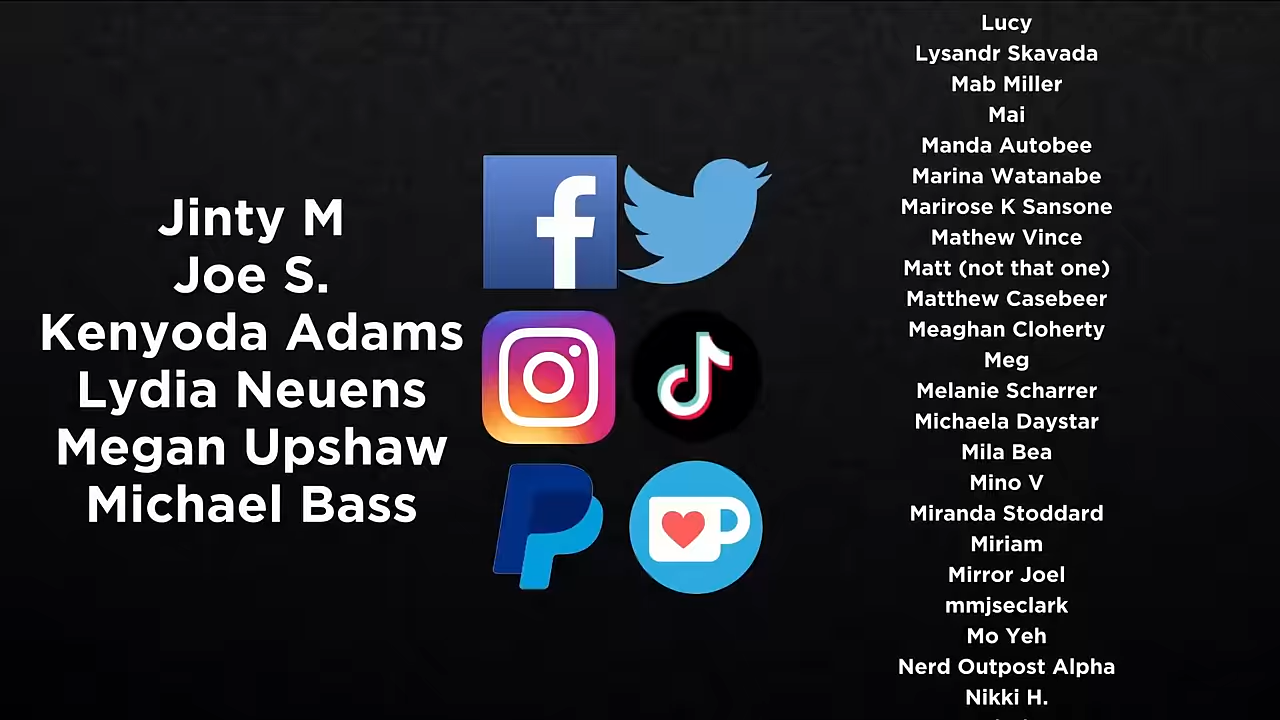 Jinty M
Joe S.
Kenyoda Adams
Lydia Neuens
Megan Upshaw
Michael Bass
Lucy
Lysandr Skavada
Mab Miller
Mai
Manda Autobee
Marina Watanabe
Marirose K Sansone
Mathew Vince
Matt (not that one)
Matthew Casebeer
Meaghan Cloherty
Meg
Melanie Scharrer
Michaela Daystar
Mila Bea
Mino V
Miranda Stoddard
Miriam
Mirror Joel
mmjseclark
Mo Yeh
Nerd Outpost Alpha
Nikki H.